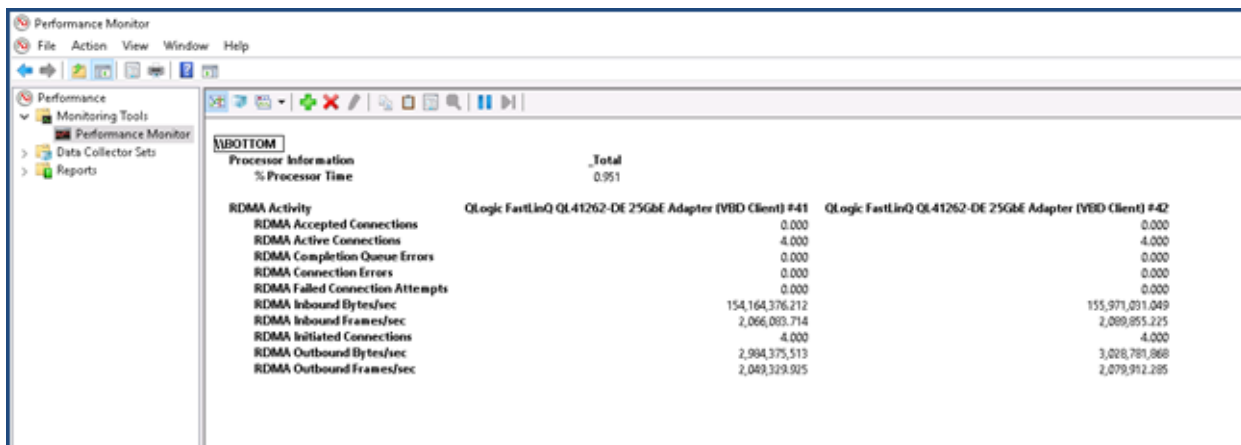 Performance Monitor
File Action View Window Help
Performance
Monitoring Tools
Performance Monitor
Data Collector Sets
Reports
\\BOTTOM
Processor Information _Total
% Processor Time 0.951
RDMA Activity QLogic FastLinQ QL41262-DE 25GbE Adapter (VBD Client) #41 QLogic FastLinQ QL41262-DE 25GbE Adapter (VBD Client) #42
RDMA Accepted Connections 0.000 0.000
RDMA Active Connections 4.000 4.000
RDMA Completion Queue Errors 0.000 0.000
RDMA Connection Errors 0.000 0.000
RDMA Failed Connection Attempts 0.000 0.000
RDMA Inbound Bytes/sec 154,164,376.212 155,971,031.049
RDMA Inbound Frames/sec 2,066,083.714 2,089,855.225
RDMA Initiated Connections 4.000 4.000
RDMA Outbound Bytes/sec 2,984,375,513 3,028,781,868
RDMA Outbound Frames/sec 2,049,329.925 2,079,912.285